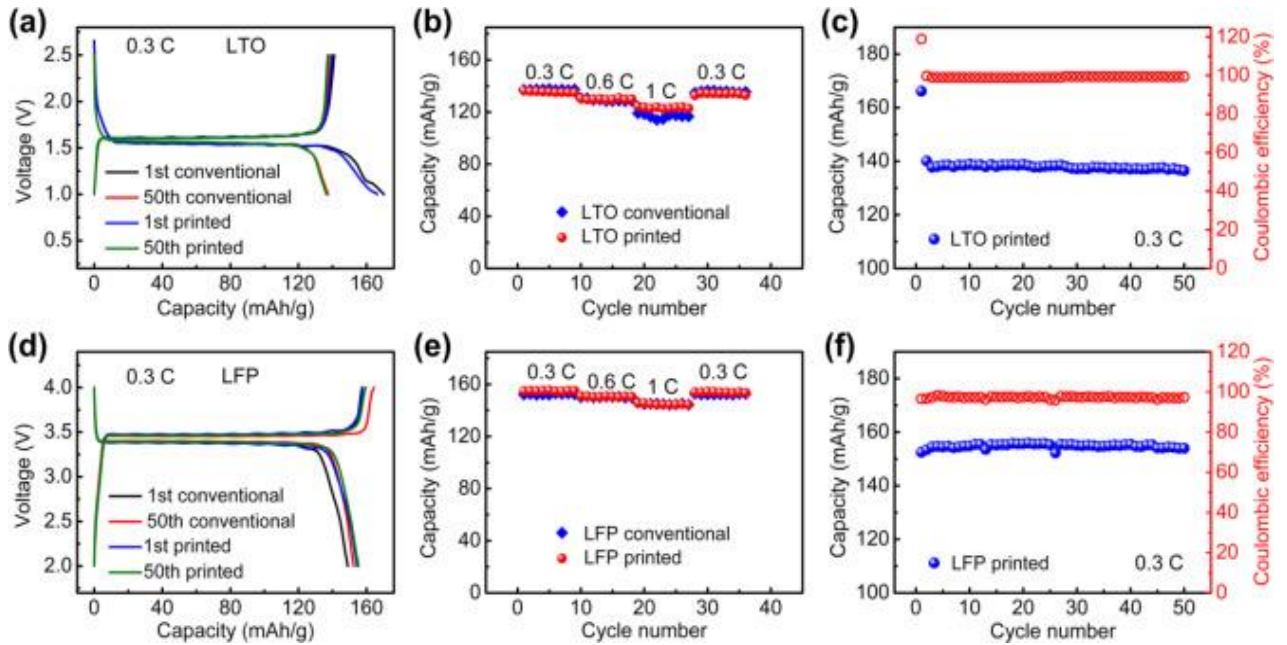 (a)
0.3 C LTO
2.5
2.0
1.5
1.0
0.5
Voltage (V)
1st conventional
50th conventional
1st printed
50th printed
0 40 80 120 160
Capacity (mAh/g)
(b)
160
120
80
40
0
Capacity (mAh/g)
0.3 C 0.6 C 1 C 0.3 C
LTO conventional
LTO printed
0 10 20 30 40
Cycle number
(c)
180
160
140
120
100
Capacity (mAh/g)
LTO printed 0.3 C
0 10 20 30 40 50
Cycle number
120
100
80
60
40
20
0
Coulombic efficiency (%)
(d)
0.3 C LFP
4.0
3.5
3.0
2.5
2.0
Voltage (V)
1st conventional
50th conventional
1st printed
50th printed
0 40 80 120 160
Capacity (mAh/g)
(e)
180
144
108
72
36
0
Capacity (mAh/g)
0.3 C 0.6 C 1 C 0.3 C
LFP conventional
LFP printed
0 10 20 30 40
Cycle number
(f)
180
160
140
120
100
Capacity (mAh/g)
LFP printed 0.3 C
0 10 20 30 40 50
Cycle number
120
100
80
60
40
20
0
Coulombic efficiency (%)